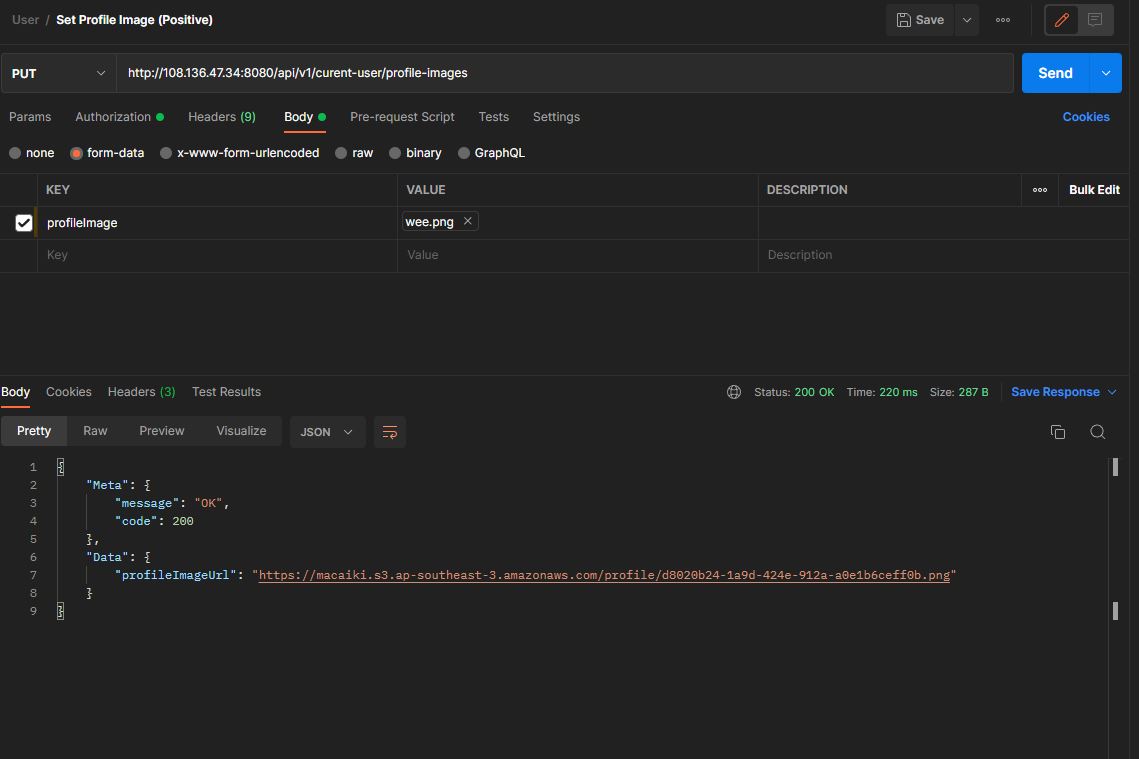 User / Set Profile Image (Positive)
Save
PUT
http://108.136.47.34:8080/api/v1/curent-user/profile-images
Send
Params Authorization Headers (9) Body Pre-request Script Tests Settings Cookies
none form-data x-www-form-urlencoded raw binary GraphQL
KEY VALUE DESCRIPTION Bulk Edit
profileImage wee.png
Key Value Description
Body Cookies Headers (3) Test Results Status: 200 OK Time: 220 ms Size: 287 B Save Response
Pretty Raw Preview Visualize JSON
1 {
2 "Meta": {
3 "message": "OK",
4 "code": 200
5 },
6 "Data": {
7 "profileImageUrl": "https://macaiki.s3.ap-southeast-3.amazonaws.com/profile/d8020b24-1a9d-424e-912a-a0e1b6ceff0b.png"
8 }
9 }